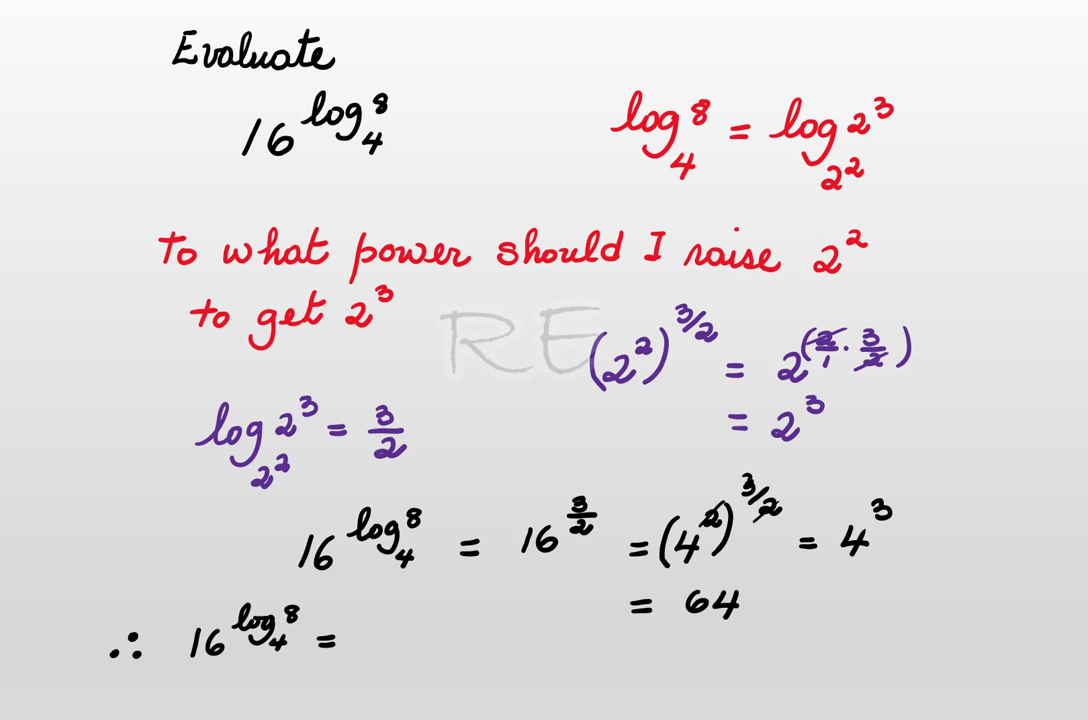 Evaluate
16^{log_4 8}
log_4 8 = log_{2^2} 2^3
To what power should I raise 2^2
to get 2^3
RE
(2^2)^{3/2} = 2^{(2/1 · 3/2)}
= 2^3
log_{2^2} 2^3 = 3/2
16^{log_4 8} = 16^{3/2} = (4^2)^{3/2} = 4^3
= 64
∴ 16^{log_4 8} =